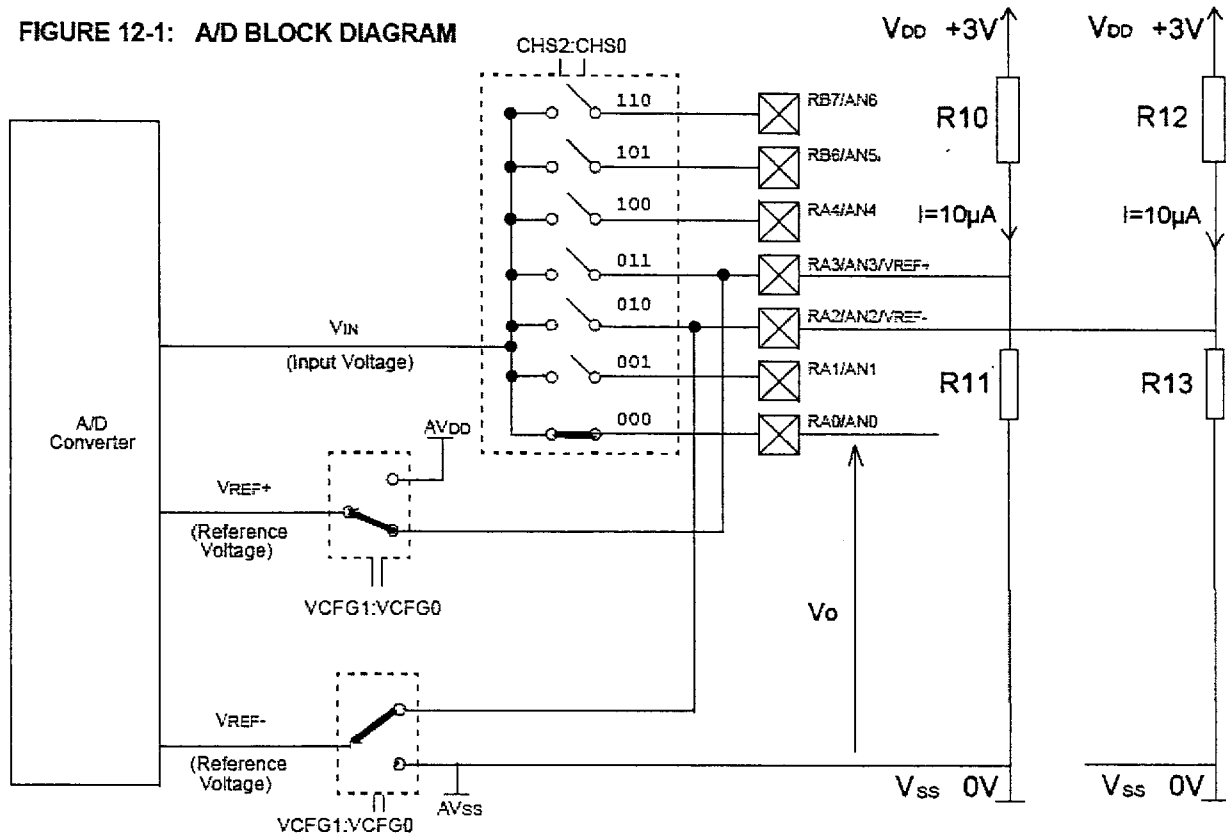 FIGURE 12-1: A/D BLOCK DIAGRAM
CHS2:CHS0
VDD +3V
VDD +3V
110
RB7/AN6
R10
R12
101
RB6/AN5
100
RA4/AN4
I=10µA
I=10µA
011
RA3/AN3/VREF+
010
RA2/AN2/VREF-
VIN
(Input Voltage)
001
RA1/AN1
R11
R13
000
RA0/AN0
A/D
Converter
AVDD
VREF+
(Reference
Voltage)
VCFG1:VCFG0
Vo
VREF-
(Reference
Voltage)
AVSS
VSS 0V
VSS 0V
VCFG1:VCFG0